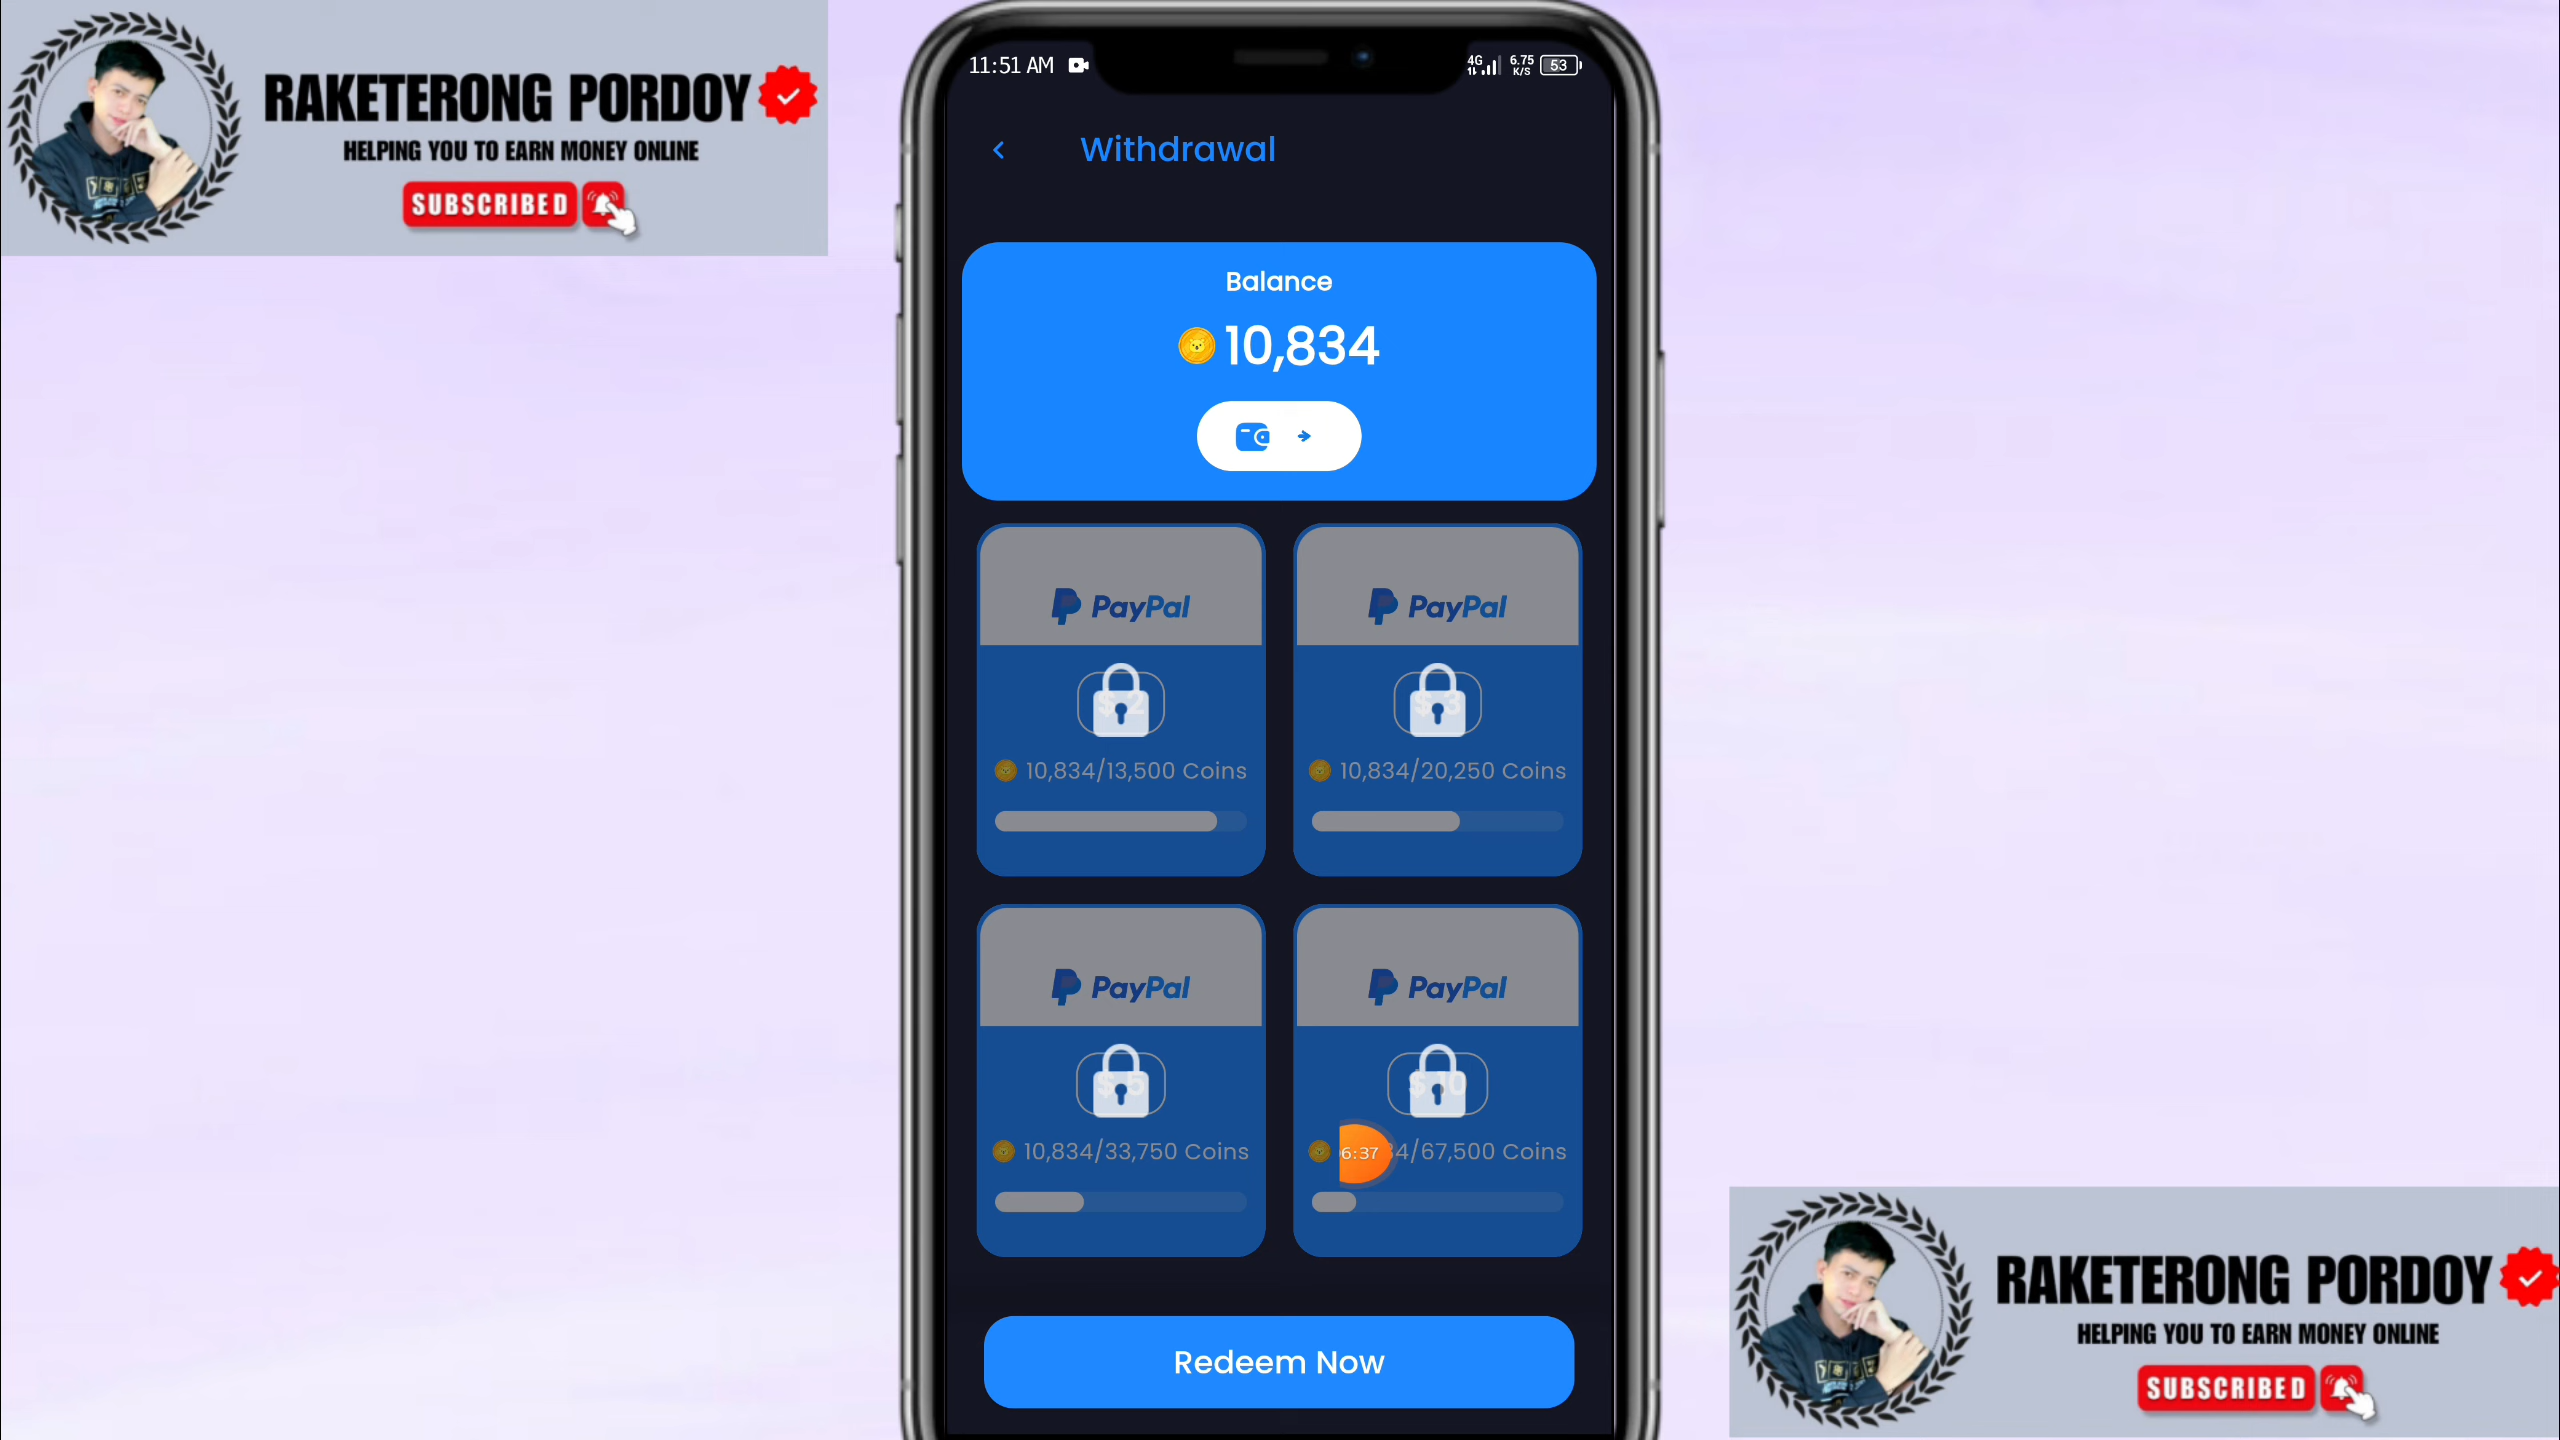 RAKETERONG PORDOY
HELPING YOU TO EARN MONEY ONLINE
SUBSCRIBED
11:51 AM
4G
6.75
K/S
53
Withdrawal
Balance
10,834
PayPal
PayPal
10,834/13,500 Coins
10,834/20,250 Coins
PayPal
PayPal
10,834/33,750 Coins
6:37
4/67,500 Coins
Redeem Now
RAKETERONG PORDOY
HELPING YOU TO EARN MONEY ONLINE
SUBSCRIBED